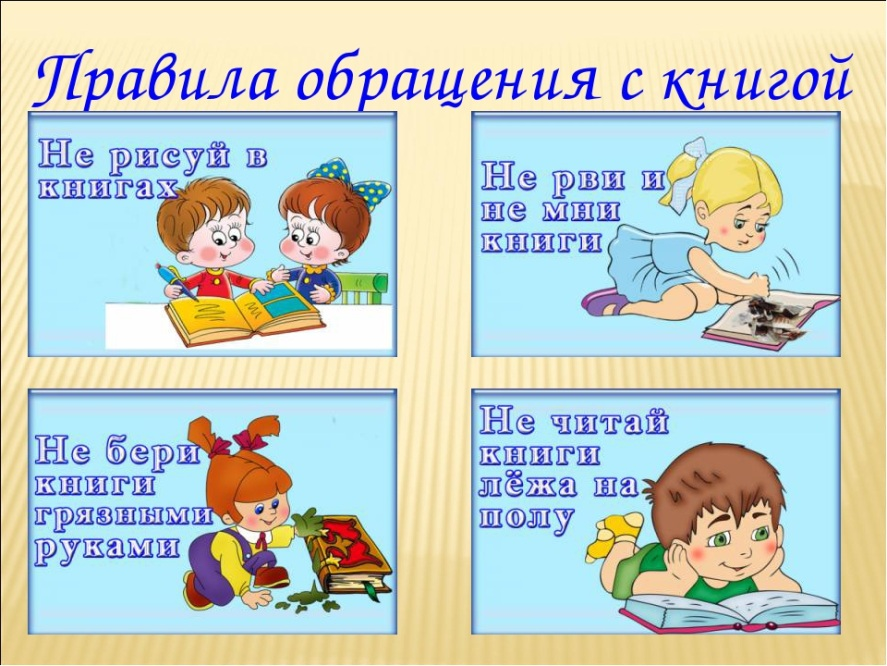 Правила обращения с книгой
Не рисуй в
книгах
Не рви и
не мни
книги
Не бери
книги
грязными
руками
Не читай
книги
лёжа на
полу